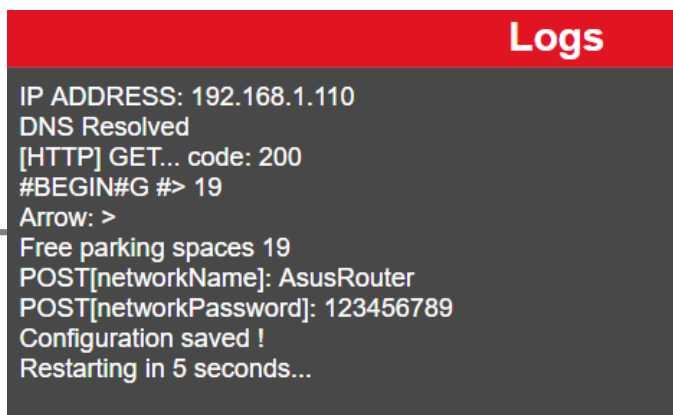 Logs
IP ADDRESS: 192.168.1.110
DNS Resolved
[HTTP] GET... code: 200
#BEGIN#G #> 19
Arrow: >
Free parking spaces 19
POST[networkName]: AsusRouter
POST[networkPassword]: 123456789
Configuration saved !
Restarting in 5 seconds...